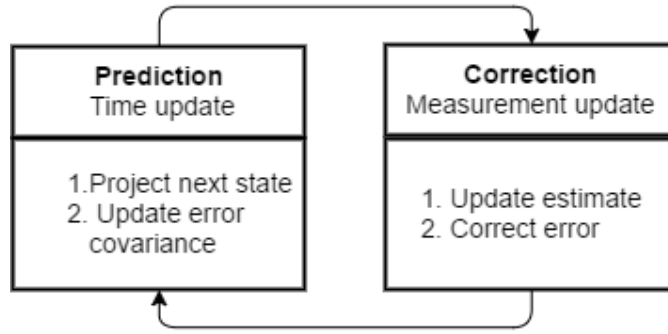 Prediction
Time update
1.Project next state
2. Update error
covariance
Correction
Measurement update
1. Update estimate
2. Correct error